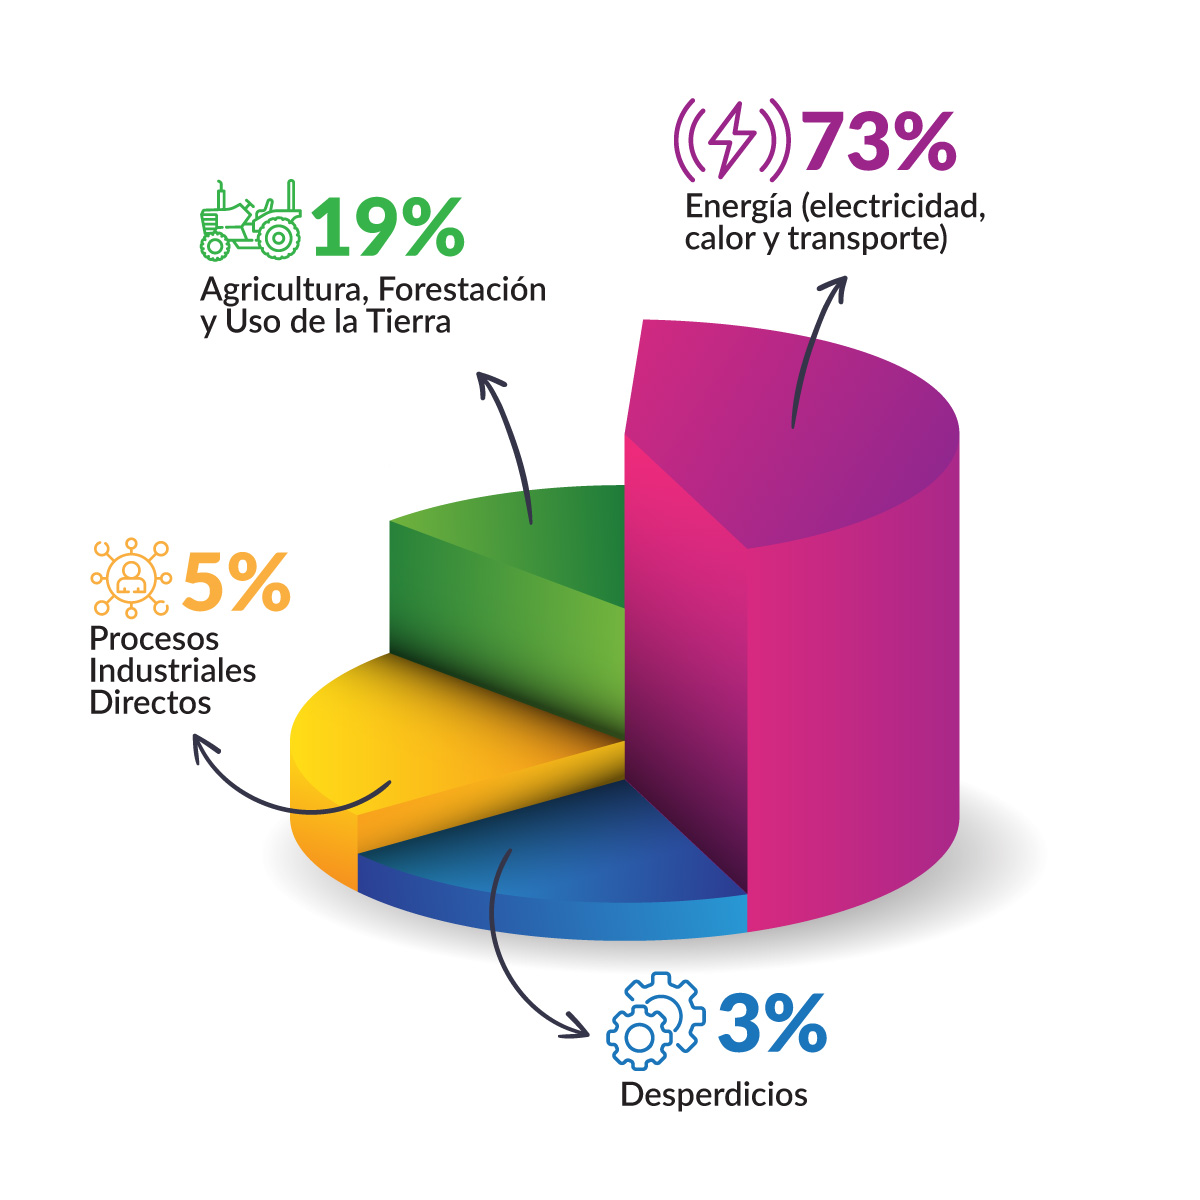 73%
Energía (electricidad,
calor y transporte)
19%
Agricultura, Forestación
y Uso de la Tierra
5%
Procesos
Industriales
Directos
3%
Desperdicios